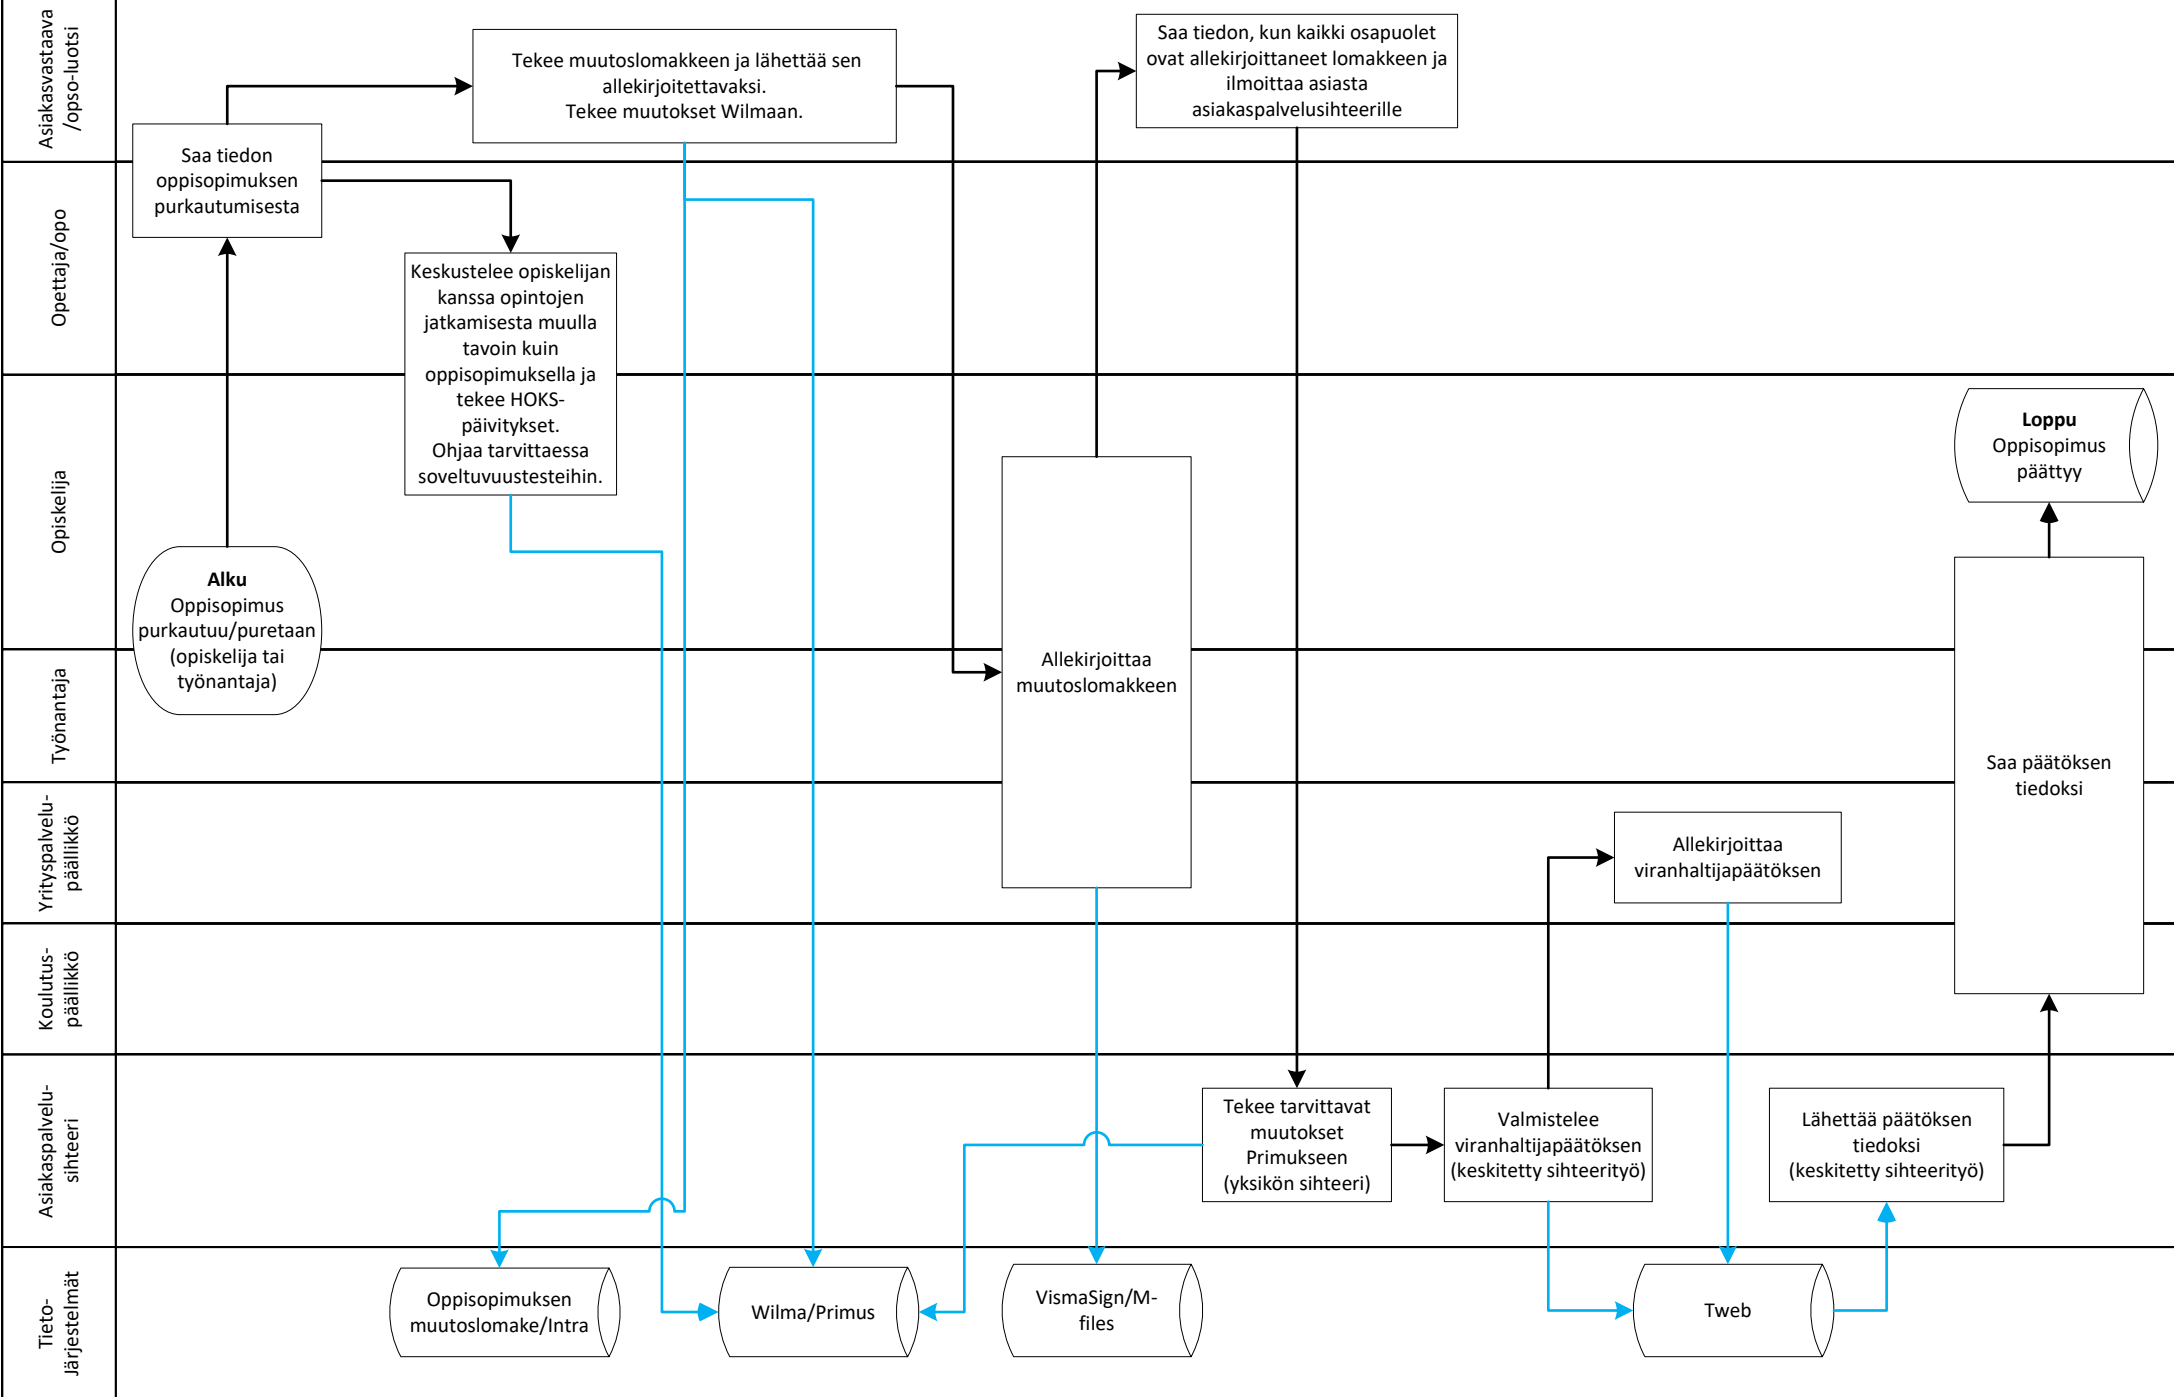 Asiakasvastaava
/opso-luotsi
Tekee muutoslomakkeen ja lähettää sen
allekirjoitettavaksi.
Tekee muutokset Wilmaan.
Saa tiedon, kun kaikki osapuolet
ovat allekirjoittaneet lomakkeen ja
ilmoittaa asiasta
asiakaspalvelusihteerille
Saa tiedon
oppisopimuksen
purkautumisesta
Opettaja/opo
Keskustelee opiskelijan
kanssa opintojen
jatkamisesta muulla
tavoin kuin
oppisopimuksella ja
tekee HOKS-
päivitykset.
Ohjaa tarvittaessa
soveltuvuustesteihin.
Opiskelija
Loppu
Oppisopimus
päättyy
Alku
Oppisopimus
purkautuu/puretaan
(opiskelija tai
työnantaja)
Työnantaja
Allekirjoittaa
muutoslomakkeen
Saa päätöksen
tiedoksi
Yrityspalvelu-
päällikkö
Allekirjoittaa
viranhaltijapäätöksen
Koulutus-
päällikkö
Asiakaspalvelu-
sihteeri
Tekee tarvittavat
muutokset
Primukseen
(yksikön sihteeri)
Valmistelee
viranhaltijapäätöksen
(keskitetty sihteerityö)
Lähettää päätöksen
tiedoksi
(keskitetty sihteerityö)
Tieto-
Järjestelmät
Oppisopimuksen
muutoslomake/Intra
Wilma/Primus
VismaSign/M-
files
Tweb